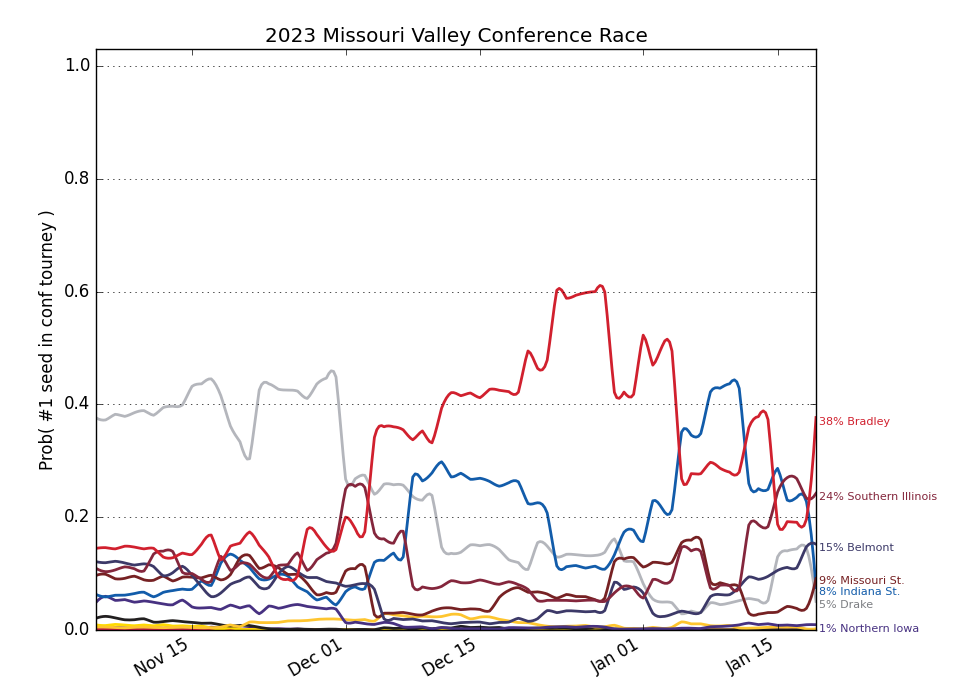 2023 Missouri Valley Conference Race
Prob( #1 seed in conf tourney )
1.0
0.8
0.6
0.4
0.2
0.0
Nov 15
Dec 01
Dec 15
Jan 01
Jan 15
38% Bradley
24% Southern Illinois
15% Belmont
9% Missouri St.
8% Indiana St.
5% Drake
1% Northern Iowa